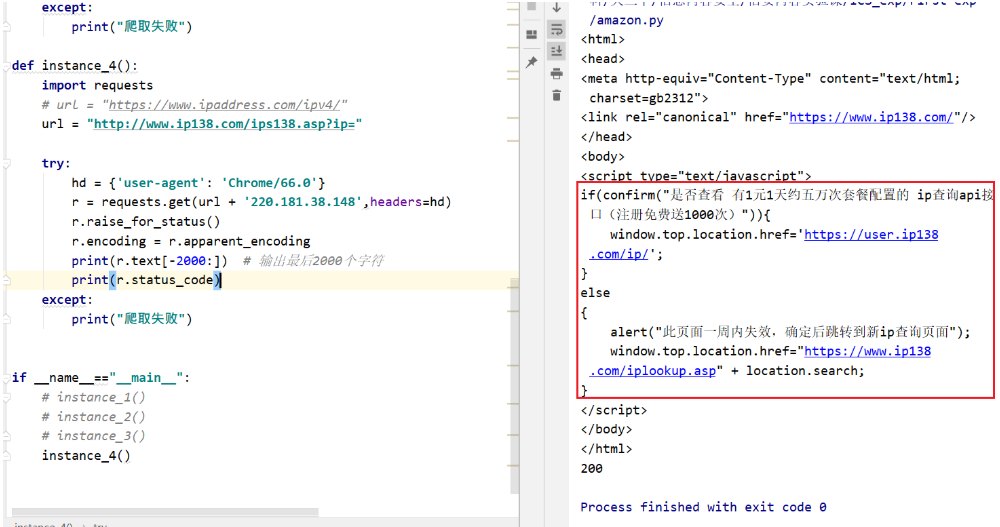 except:
print("爬取失败")
def instance_4():
import requests
# url = "https://www.ipaddress.com/ipv4/"
url = "http://www.ip138.com/ips138.asp?ip="
try:
hd = {'user-agent': 'Chrome/66.0'}
r = requests.get(url + '220.181.38.148',headers=hd)
r.raise_for_status()
r.encoding = r.apparent_encoding
print(r.text[-2000:])  # 输出最后2000个字符
print(r.status_code)
except:
print("爬取失败")
if __name__=="__main__":
# instance_1()
# instance_2()
# instance_3()
instance_4()
/amazon.py
<html>
<head>
<meta http-equiv="Content-Type" content="text/html;
charset=gb2312">
<link rel="canonical" href="https://www.ip138.com/"/>
</head>
<body>
<script type="text/javascript">
if(confirm("是否查看 有1元1天约五万次套餐配置的 ip查询api接
口（注册免费送1000次）")){
window.top.location.href='https://user.ip138
.com/ip/';
}
else
{
alert("此页面一周内失效，确定后跳转到新ip查询页面");
window.top.location.href="https://www.ip138
.com/iplookup.asp" + location.search;
}
</script>
</body>
</html>
200
Process finished with exit code 0